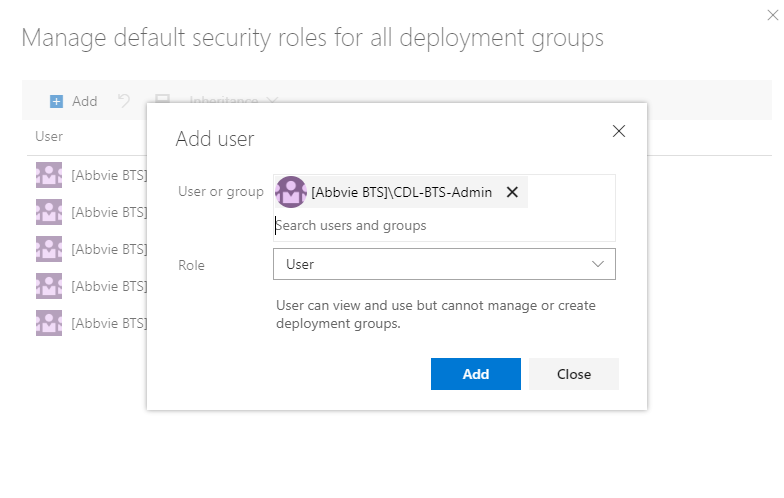 Manage default security roles for all deployment groups
Add
Inheritance
User
[Abbvie BTS]
[Abbvie BTS]
[Abbvie BTS]
[Abbvie BTS]
[Abbvie BTS]
Add user
User or group
[Abbvie BTS]\CDL-BTS-Admin
Search users and groups
Role
User
User can view and use but cannot manage or create
deployment groups.
Add
Close